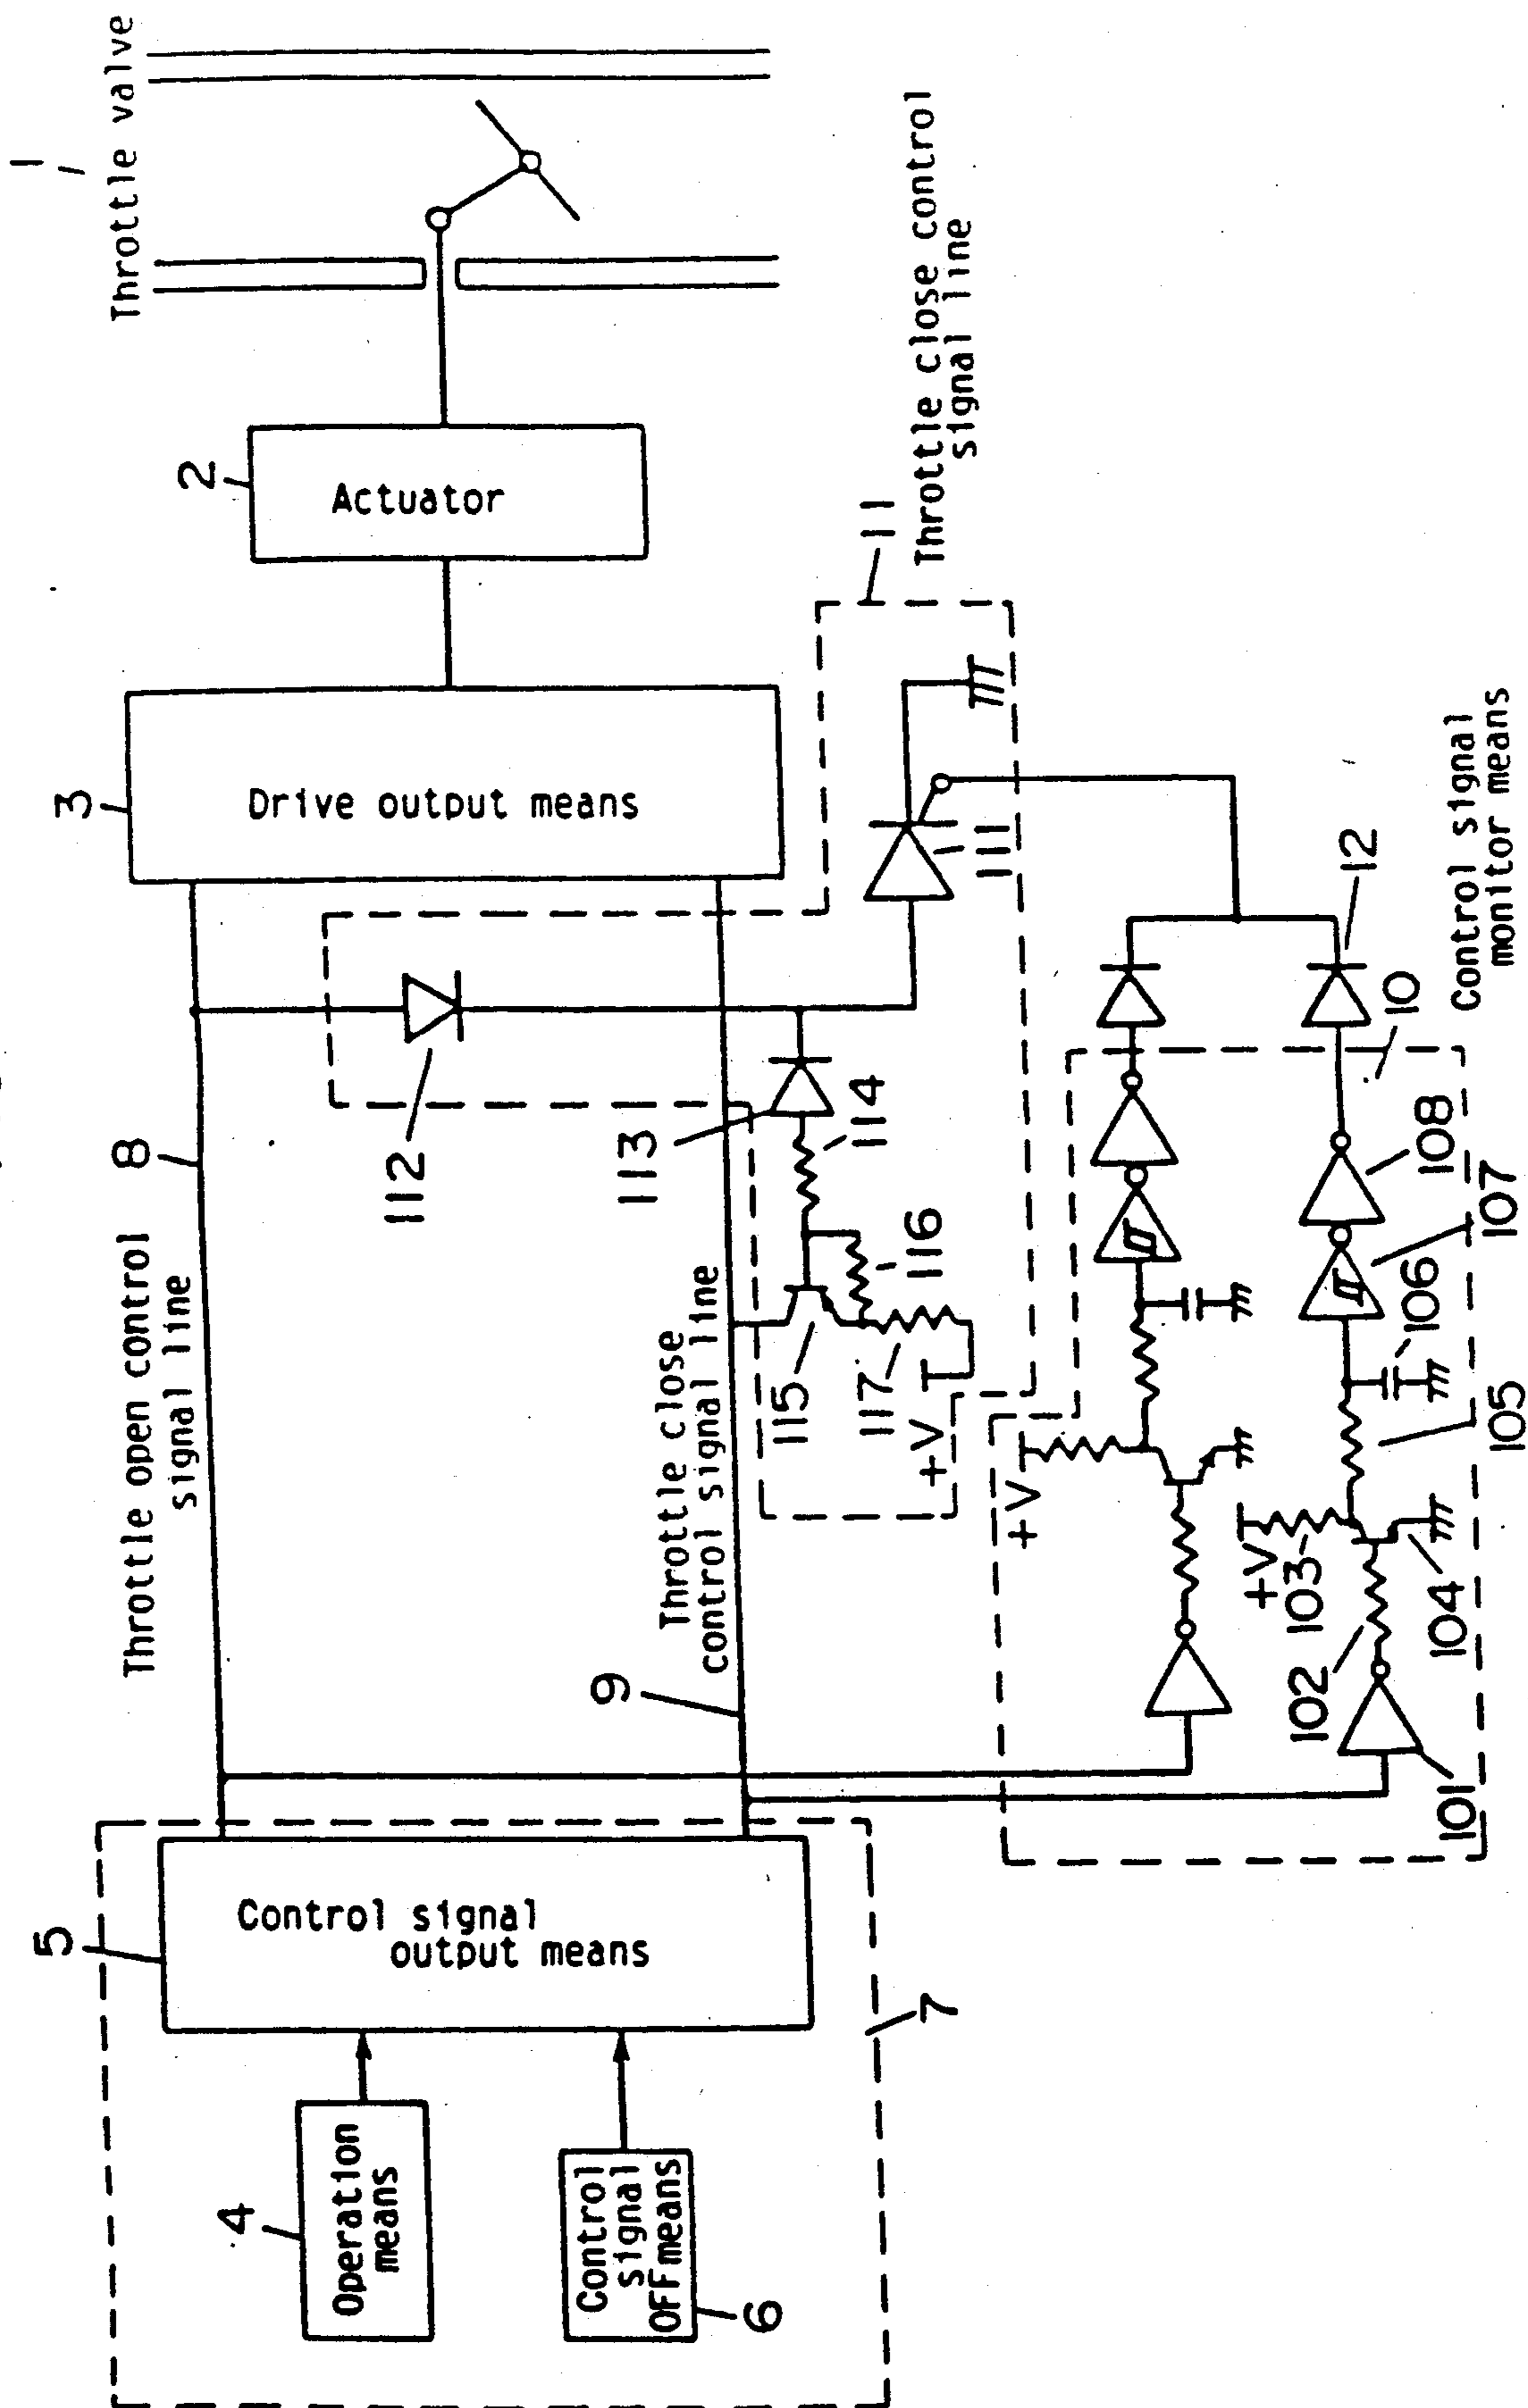 1
Throttle valve
2
Actuator
3
Drive output means
Throttle open control
signal line
8
112
5
Control signal
output means
4
Operation
means
Control
signal
OFF means
6
7
9
Throttle close
control signal line
113
114
115
116
117
+V
111
11
Throttle close control
signal line
+V
+V
103
102
104
101
105
106
107
108
10
12
Control signal
monitor means